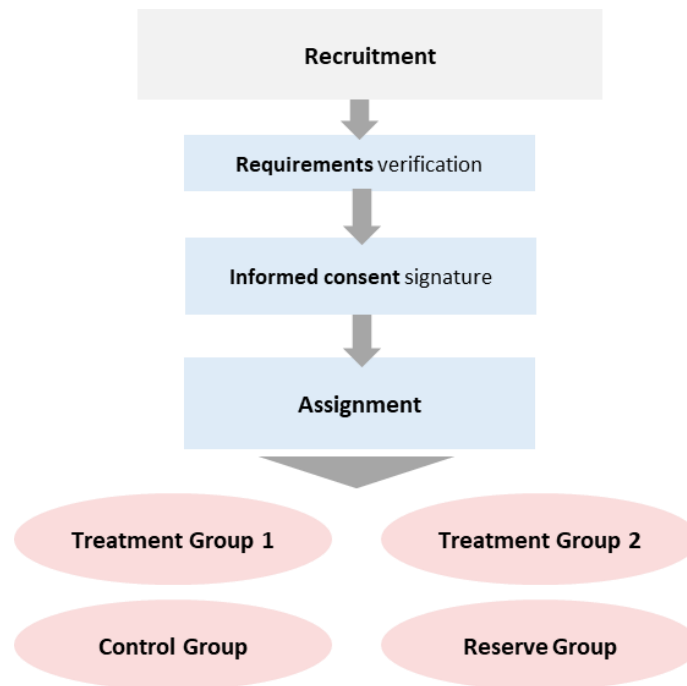 Recruitment
Requirements verification
Informed consent signature
Assignment
Treatment Group 1
Treatment Group 2
Control Group
Reserve Group